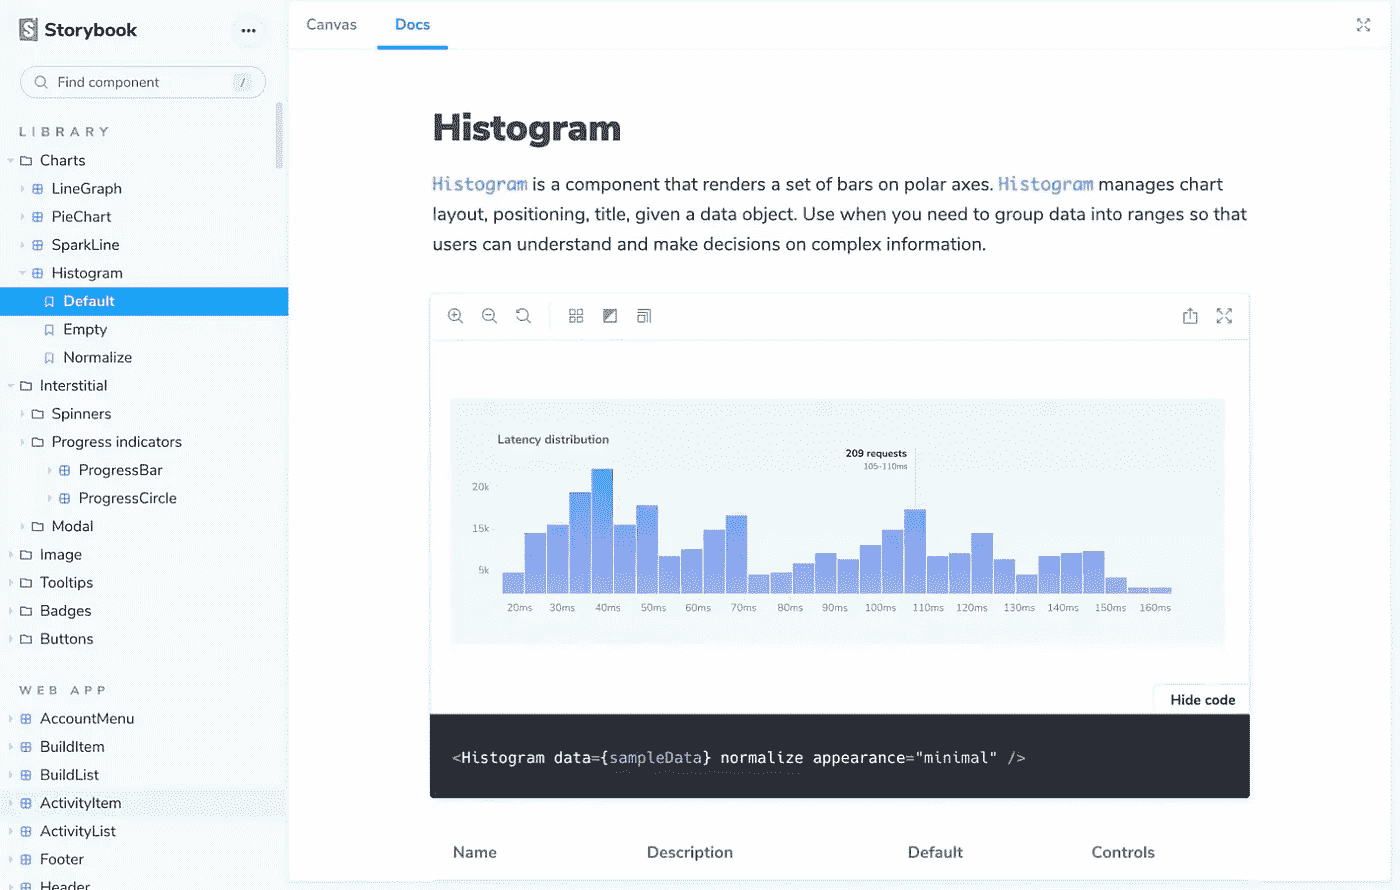 Storybook
Find component /
LIBRARY
Charts
LineGraph
PieChart
SparkLine
Histogram
Default
Empty
Normalize
Interstitial
Spinners
Progress indicators
ProgressBar
ProgressCircle
Modal
Image
Tooltips
Badges
Buttons
WEB APP
AccountMenu
BuildItem
BuildList
ActivityItem
ActivityList
Footer
Header
Canvas Docs
Histogram
Histogram is a component that renders a set of bars on polar axes. Histogram manages chart
layout, positioning, title, given a data object. Use when you need to group data into ranges so that
users can understand and make decisions on complex information.
Latency distribution
209 requests
105-110ms
20k
15k
5k
20ms 30ms 40ms 50ms 60ms 70ms 80ms 90ms 100ms 110ms 120ms 130ms 140ms 150ms 160ms
Hide code
<Histogram data={sampleData} normalize appearance="minimal" />
Name Description Default Controls